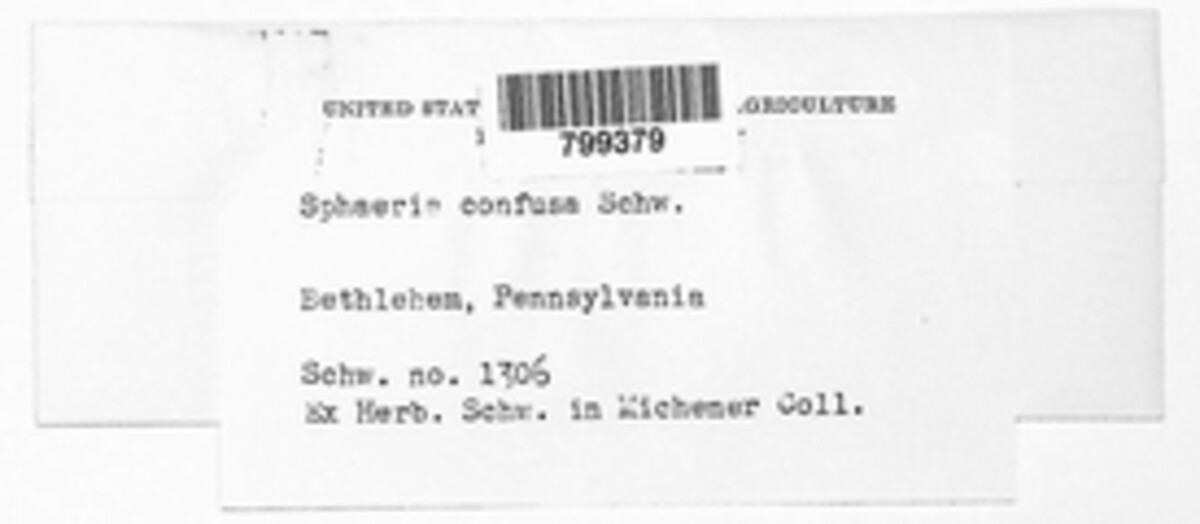 UNITED STAT
AGRICULTURE
799379
Sphaeria confusa Schw.
Bethlehem, Pennsylvania
Schw. no. 1306
Ex Herb. Schw. in Michener Coll.